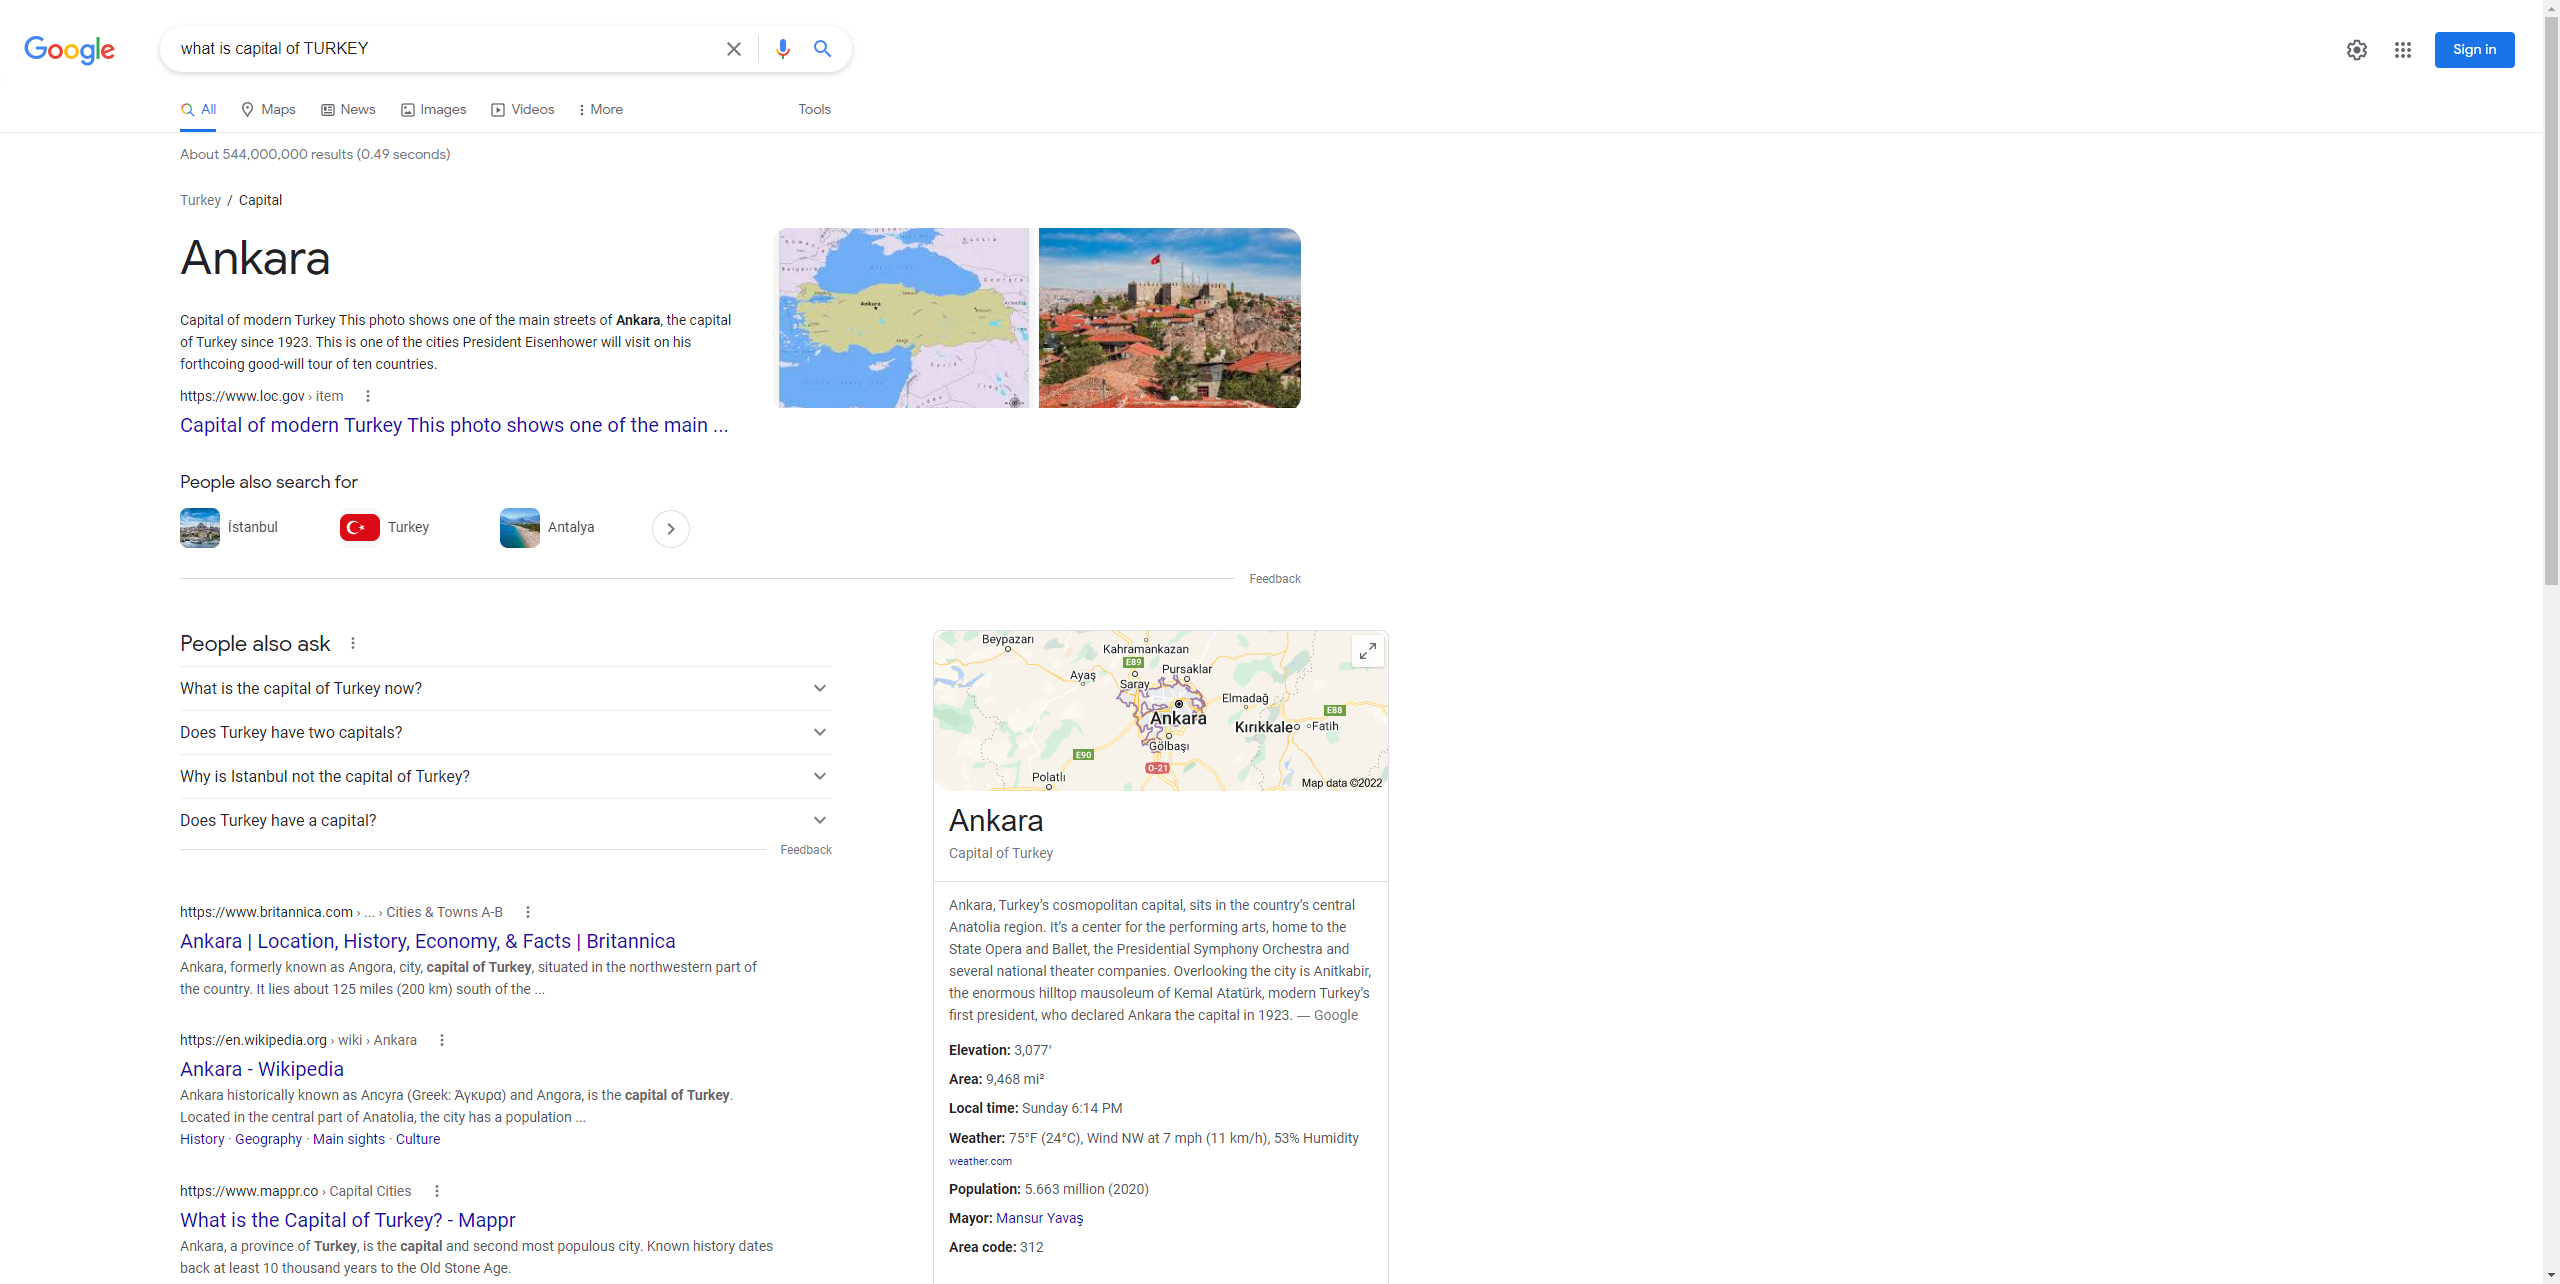 Google
what is capital of TURKEY
Sign in
All
Maps
News
Images
Videos
More
Tools
About 544,000,000 results (0.49 seconds)
Turkey / Capital
Ankara
Capital of modern Turkey This photo shows one of the main streets of Ankara, the capital
of Turkey since 1923. This is one of the cities President Eisenhower will visit on his
forthcoing good-will tour of ten countries.
https://www.loc.gov › item
Capital of modern Turkey This photo shows one of the main ...
Ankara
People also search for
İstanbul
Turkey
Antalya
Feedback
People also ask
What is the capital of Turkey now?
Does Turkey have two capitals?
Why is Istanbul not the capital of Turkey?
Does Turkey have a capital?
Feedback
https://www.britannica.com › ... › Cities & Towns A-B
Ankara | Location, History, Economy, & Facts | Britannica
Ankara, formerly known as Angora, city, capital of Turkey, situated in the northwestern part of
the country. It lies about 125 miles (200 km) south of the ...
https://en.wikipedia.org › wiki › Ankara
Ankara - Wikipedia
Ankara historically known as Ancyra (Greek: Ἄγκυρα) and Angora, is the capital of Turkey.
Located in the central part of Anatolia, the city has a population ...
History · Geography · Main sights · Culture
https://www.mappr.co › Capital Cities
What is the Capital of Turkey? - Mappr
Ankara, a province of Turkey, is the capital and second most populous city. Known history dates
back at least 10 thousand years to the Old Stone Age.
Beypazarı
Kahramankazan
E89
Pursaklar
Ayaş
Saray
Elmadağ
E88
Ankara
Kırıkkale
Fatih
Gölbaşı
E90
O-21
Polatlı
Map data ©2022
Ankara
Capital of Turkey
Ankara, Turkey’s cosmopolitan capital, sits in the country’s central
Anatolia region. It’s a center for the performing arts, home to the
State Opera and Ballet, the Presidential Symphony Orchestra and
several national theater companies. Overlooking the city is Anitkabir,
the enormous hilltop mausoleum of Kemal Atatürk, modern Turkey’s
first president, who declared Ankara the capital in 1923. — Google
Elevation: 3,077′
Area: 9,468 mi²
Local time: Sunday 6:14 PM
Weather: 75°F (24°C), Wind NW at 7 mph (11 km/h), 53% Humidity
weather.com
Population: 5.663 million (2020)
Mayor: Mansur Yavaş
Area code: 312